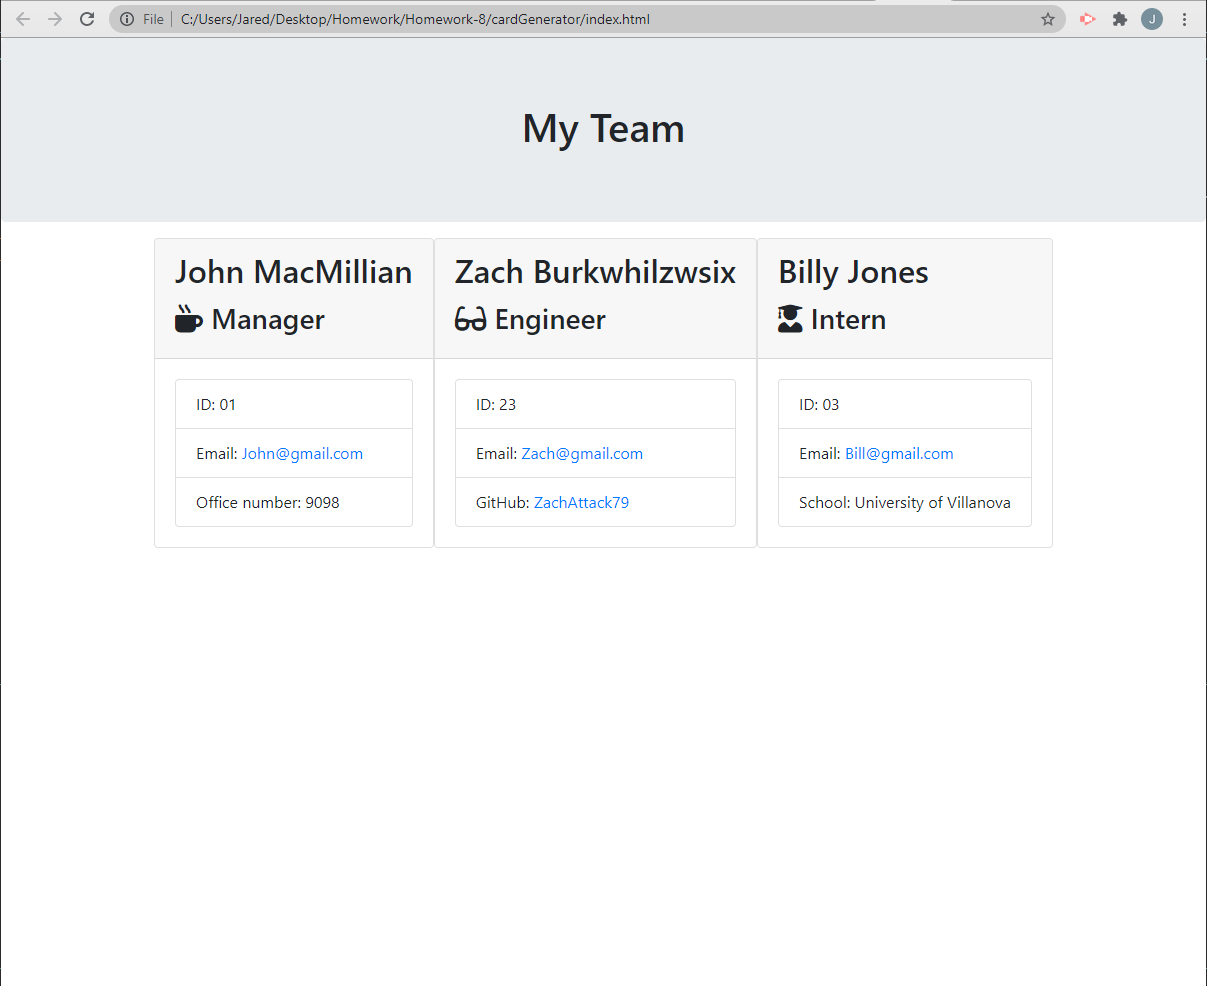 File C:/Users/Jared/Desktop/Homework/Homework-8/cardGenerator/index.html
J
My Team
John MacMillian
Manager
ID: 01
Email: John@gmail.com
Office number: 9098
Zach Burkwhilzwsix
Engineer
ID: 23
Email: Zach@gmail.com
GitHub: ZachAttack79
Billy Jones
Intern
ID: 03
Email: Bill@gmail.com
School: University of Villanova